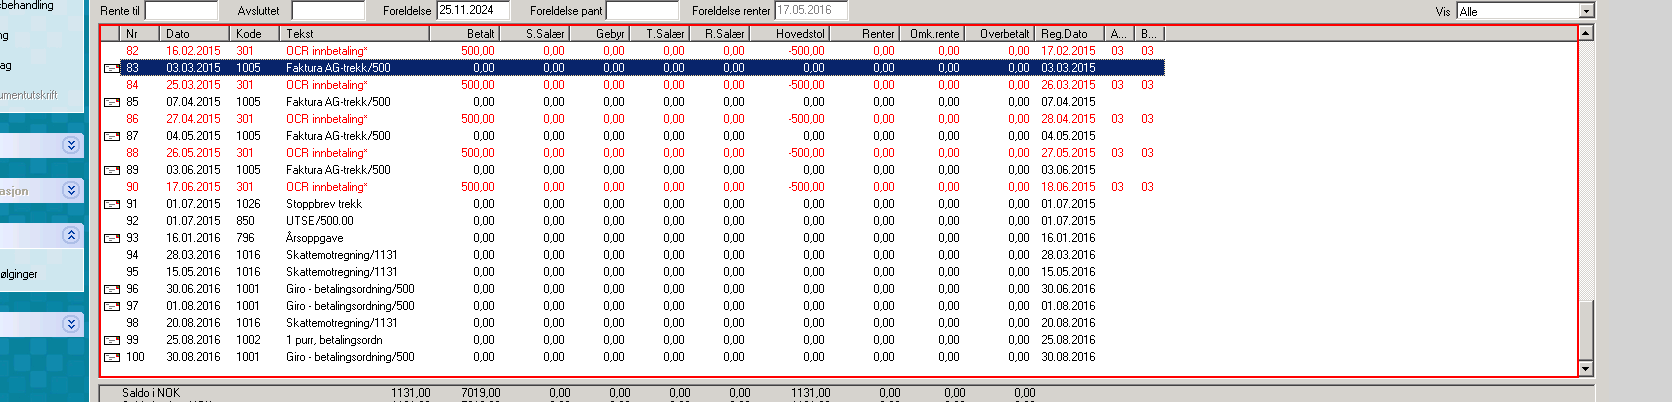 sbehandling
Rente til Avsluttet Foreldelse 25.11.2024 Foreldelse pant Foreldelse renter 17.05.2016 Vis Alle
Nr Dato Kode Tekst Betalt S.Salær Gebyr T.Salær R.Salær Hovedstol Renter Omk.rente Overbetalt Reg.Dato A... B...
ng
82 16.02.2015 301 OCR innbetaling* 500,00 0,00 0,00 0,00 0,00 -500,00 0,00 0,00 0,00 17.02.2015 03 03
ag
83 03.03.2015 1005 Faktura AG-trekk/500 0,00 0,00 0,00 0,00 0,00 0,00 0,00 0,00 0,00 03.03.2015
84 25.03.2015 301 OCR innbetaling* 500,00 0,00 0,00 0,00 0,00 -500,00 0,00 0,00 0,00 26.03.2015 03 03
umentutskrift
85 07.04.2015 1005 Faktura AG-trekk/500 0,00 0,00 0,00 0,00 0,00 0,00 0,00 0,00 0,00 07.04.2015
86 27.04.2015 301 OCR innbetaling* 500,00 0,00 0,00 0,00 0,00 -500,00 0,00 0,00 0,00 28.04.2015 03 03
87 04.05.2015 1005 Faktura AG-trekk/500 0,00 0,00 0,00 0,00 0,00 0,00 0,00 0,00 0,00 04.05.2015
88 26.05.2015 301 OCR innbetaling* 500,00 0,00 0,00 0,00 0,00 -500,00 0,00 0,00 0,00 27.05.2015 03 03
89 03.06.2015 1005 Faktura AG-trekk/500 0,00 0,00 0,00 0,00 0,00 0,00 0,00 0,00 0,00 03.06.2015
90 17.06.2015 301 OCR innbetaling* 500,00 0,00 0,00 0,00 0,00 -500,00 0,00 0,00 0,00 18.06.2015 03 03
asjon
91 01.07.2015 1026 Stoppbrev trekk 0,00 0,00 0,00 0,00 0,00 0,00 0,00 0,00 0,00 01.07.2015
92 01.07.2015 850 UTSE/500.00 0,00 0,00 0,00 0,00 0,00 0,00 0,00 0,00 0,00 01.07.2015
93 16.01.2016 796 Årsoppgave 0,00 0,00 0,00 0,00 0,00 0,00 0,00 0,00 0,00 16.01.2016
94 28.03.2016 1016 Skattemotregning/1131 0,00 0,00 0,00 0,00 0,00 0,00 0,00 0,00 0,00 28.03.2016
95 15.05.2016 1016 Skattemotregning/1131 0,00 0,00 0,00 0,00 0,00 0,00 0,00 0,00 0,00 15.05.2016
ølginger
96 30.06.2016 1001 Giro - betalingsordning/500 0,00 0,00 0,00 0,00 0,00 0,00 0,00 0,00 0,00 30.06.2016
97 01.08.2016 1001 Giro - betalingsordning/500 0,00 0,00 0,00 0,00 0,00 0,00 0,00 0,00 0,00 01.08.2016
98 20.08.2016 1016 Skattemotregning/1131 0,00 0,00 0,00 0,00 0,00 0,00 0,00 0,00 0,00 20.08.2016
99 25.08.2016 1002 1 purr, betalingsordn 0,00 0,00 0,00 0,00 0,00 0,00 0,00 0,00 0,00 25.08.2016
100 30.08.2016 1001 Giro - betalingsordning/500 0,00 0,00 0,00 0,00 0,00 0,00 0,00 0,00 0,00 30.08.2016
Saldo i NOK 1131,00 7019,00 0,00 0,00 0,00 0,00 1131,00 0,00 0,00 0,00